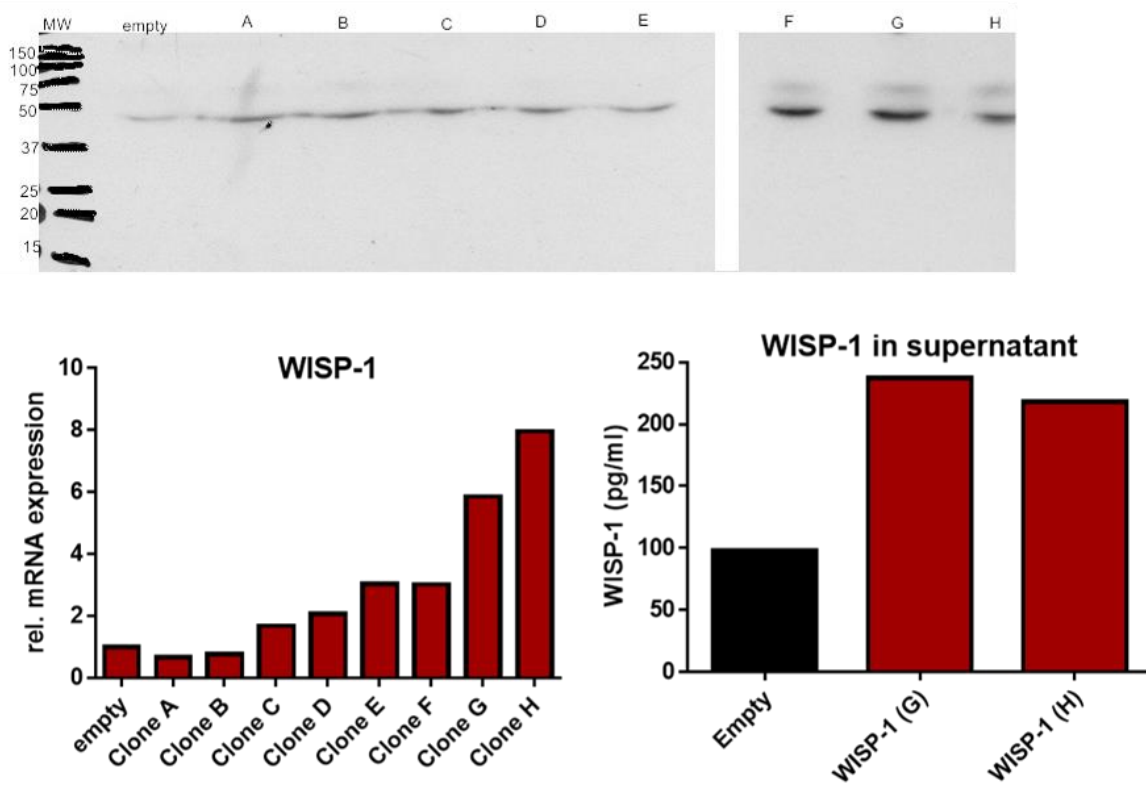 MW empty A B C D E F G H
150
100
75
50
37
25
20
15
WISP-1
rel. mRNA expression
10
8
6
4
2
0
empty
Clone A
Clone B
Clone C
Clone D
Clone E
Clone F
Clone G
Clone H
WISP-1 in supernatant
WISP-1 (pg/ml)
250
200
150
100
50
0
Empty
WISP-1 (G)
WISP-1 (H)